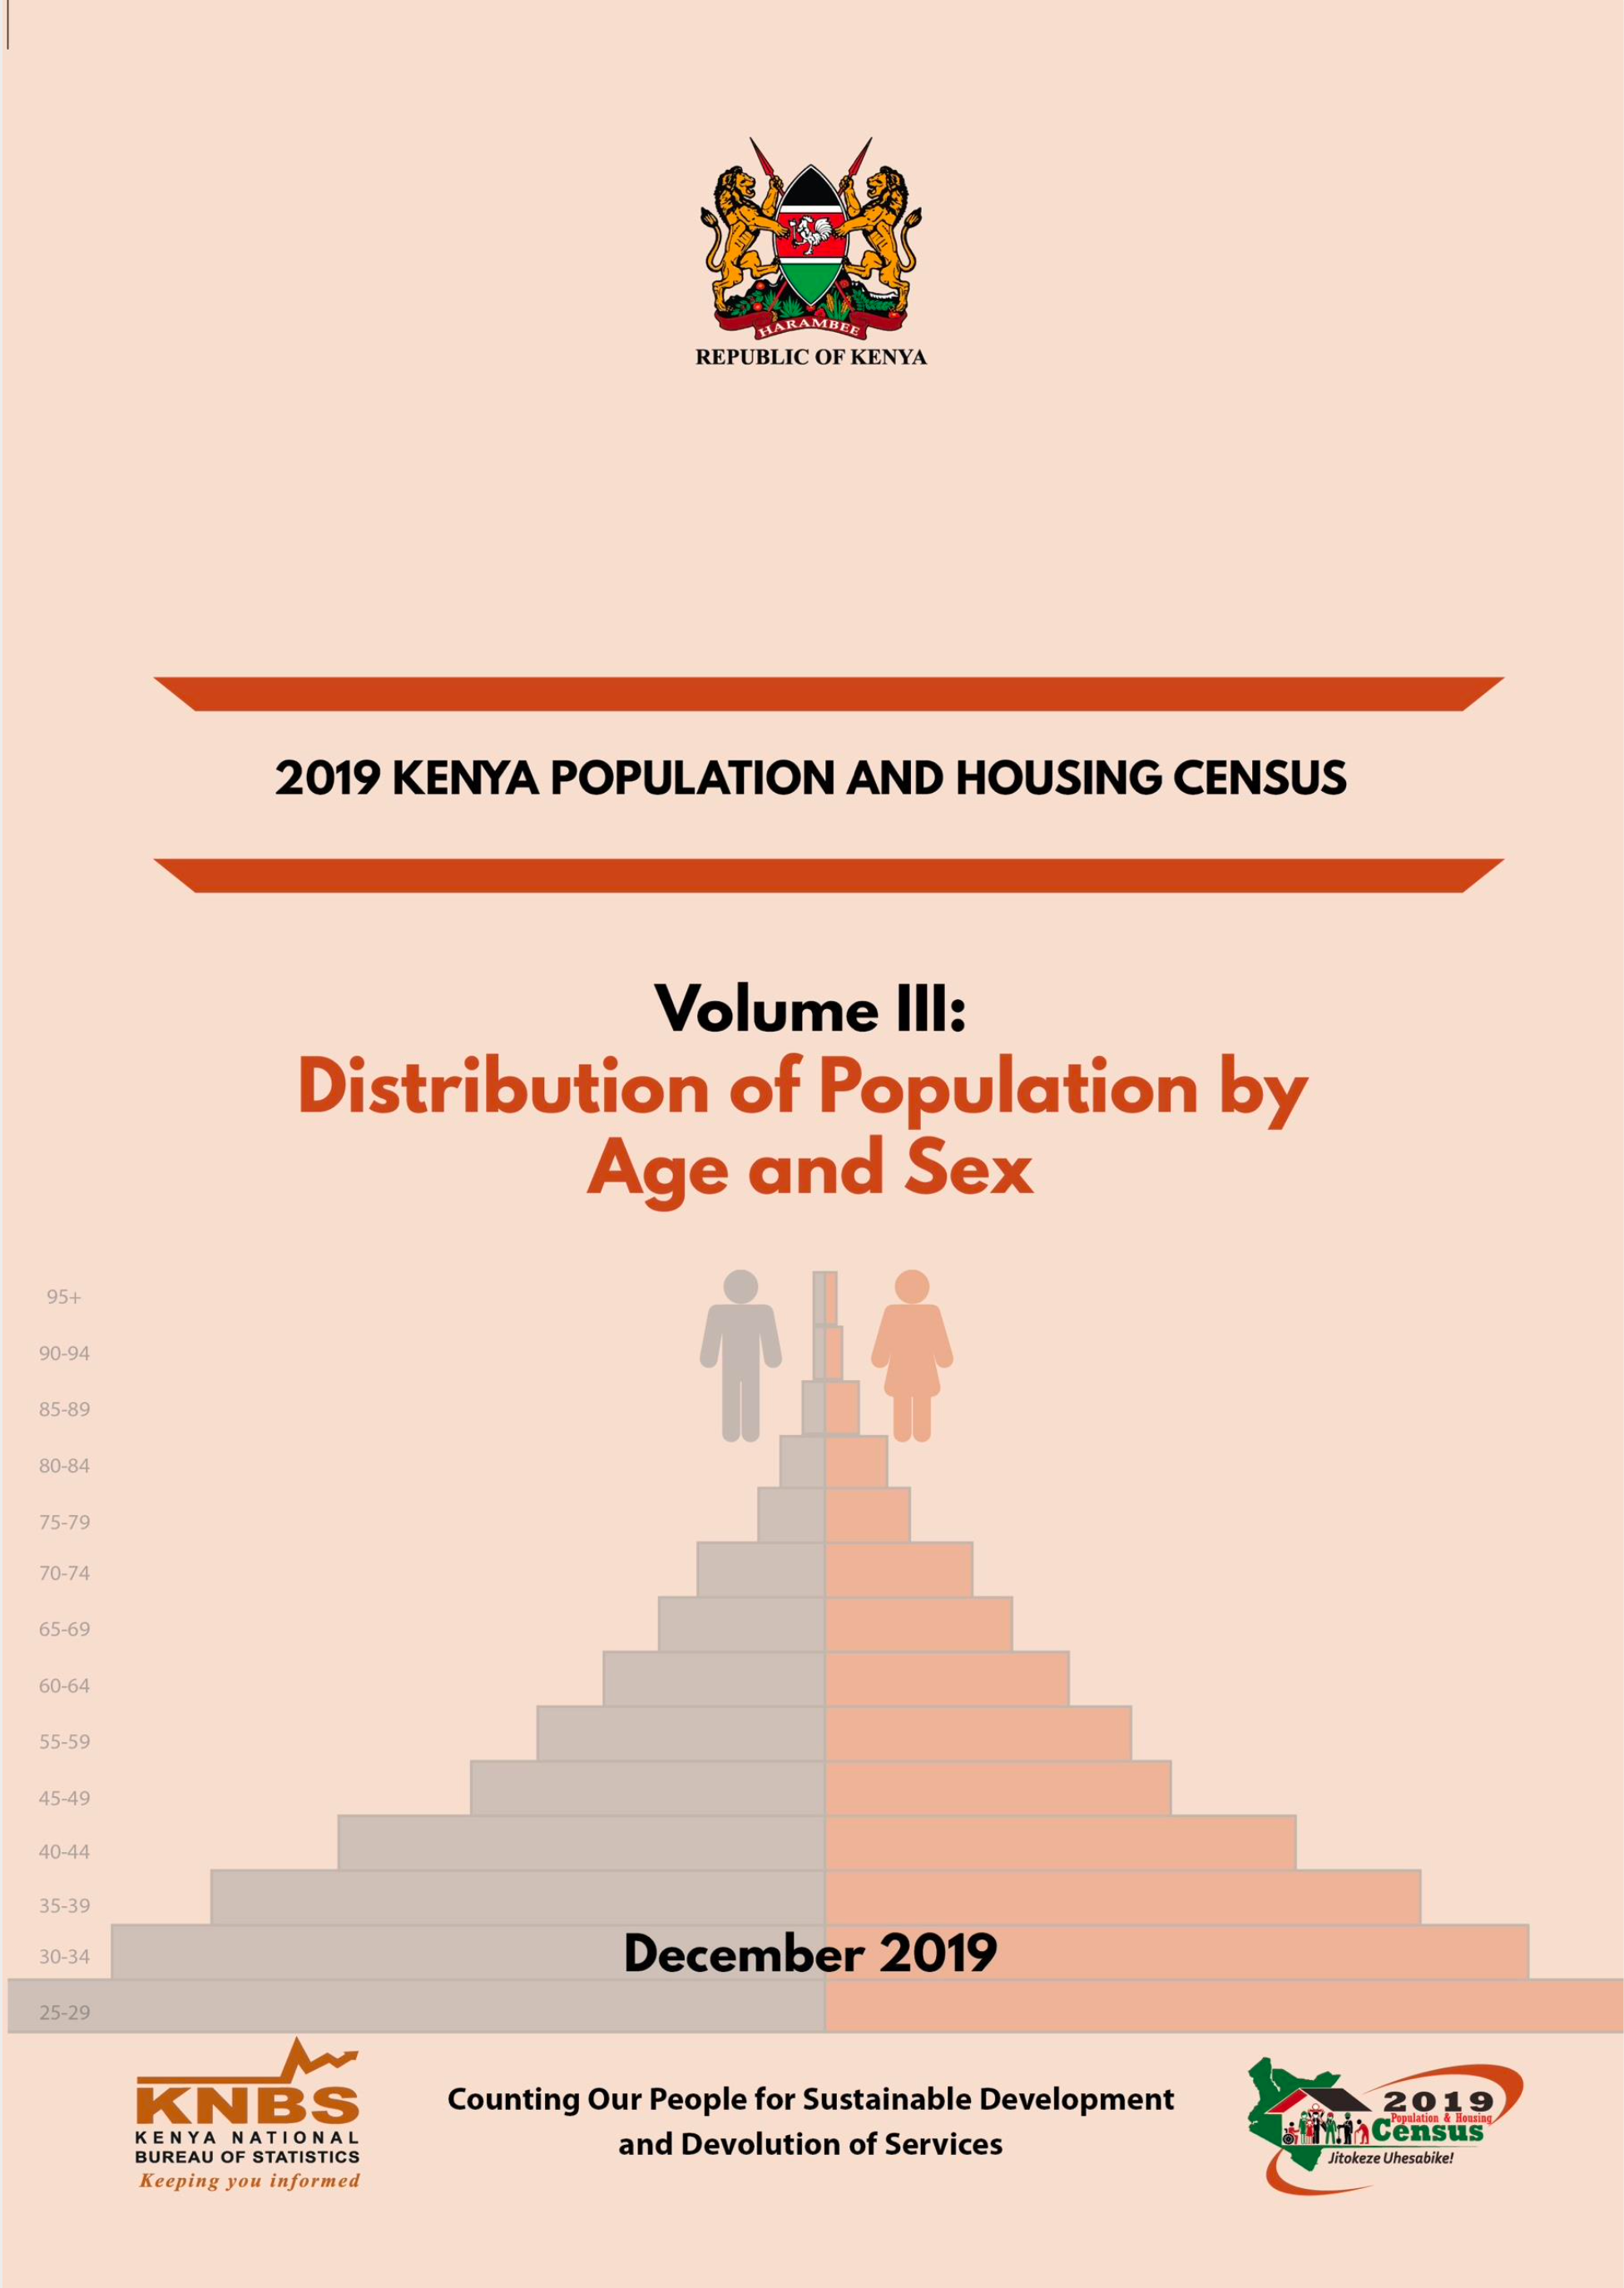 HARAMBEE
REPUBLIC OF KENYA
2019 KENYA POPULATION AND HOUSING CENSUS
Volume III:
Distribution of Population by
Age and Sex
95+
90-94
85-89
80-84
75-79
70-74
65-69
60-64
55-59
45-49
40-44
35-39
30-34
December 2019
25-29
KNBS
KENYA NATIONAL
BUREAU OF STATISTICS
Keeping you informed
Counting Our People for Sustainable Development
and Devolution of Services
2019
Population & Housing
Census
Jitokeze Uhesabike!